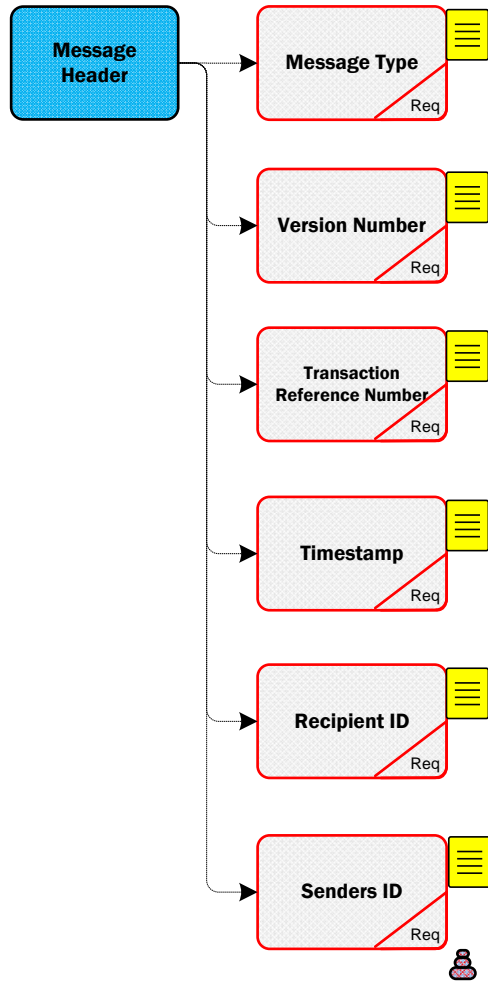 Message
Header
Message Type
Req
Version Number
Req
Transaction
Reference Number
Req
Timestamp
Req
Recipient ID
Req
Senders ID
Req